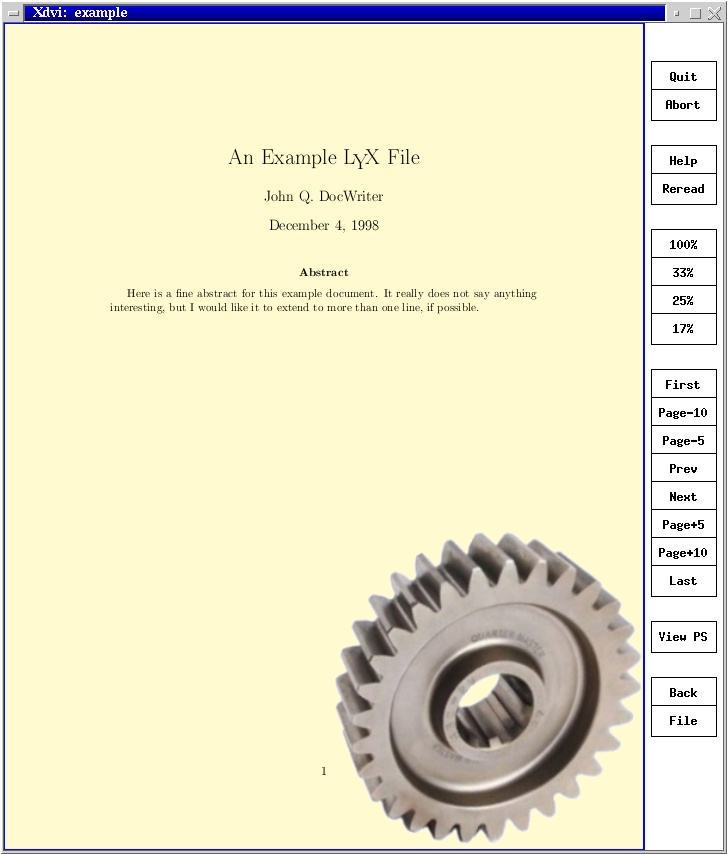 Xdvi: example
An Example LYX File
John Q. DocWriter
December 4, 1998
Abstract
Here is a fine abstract for this example document. It really does not say anything
interesting, but I would like it to extend to more than one line, if possible.
QUARTER MASTER
1
Quit
Abort
Help
Reread
100%
33%
25%
17%
First
Page-10
Page-5
Prev
Next
Page+5
Page+10
Last
View PS
Back
File